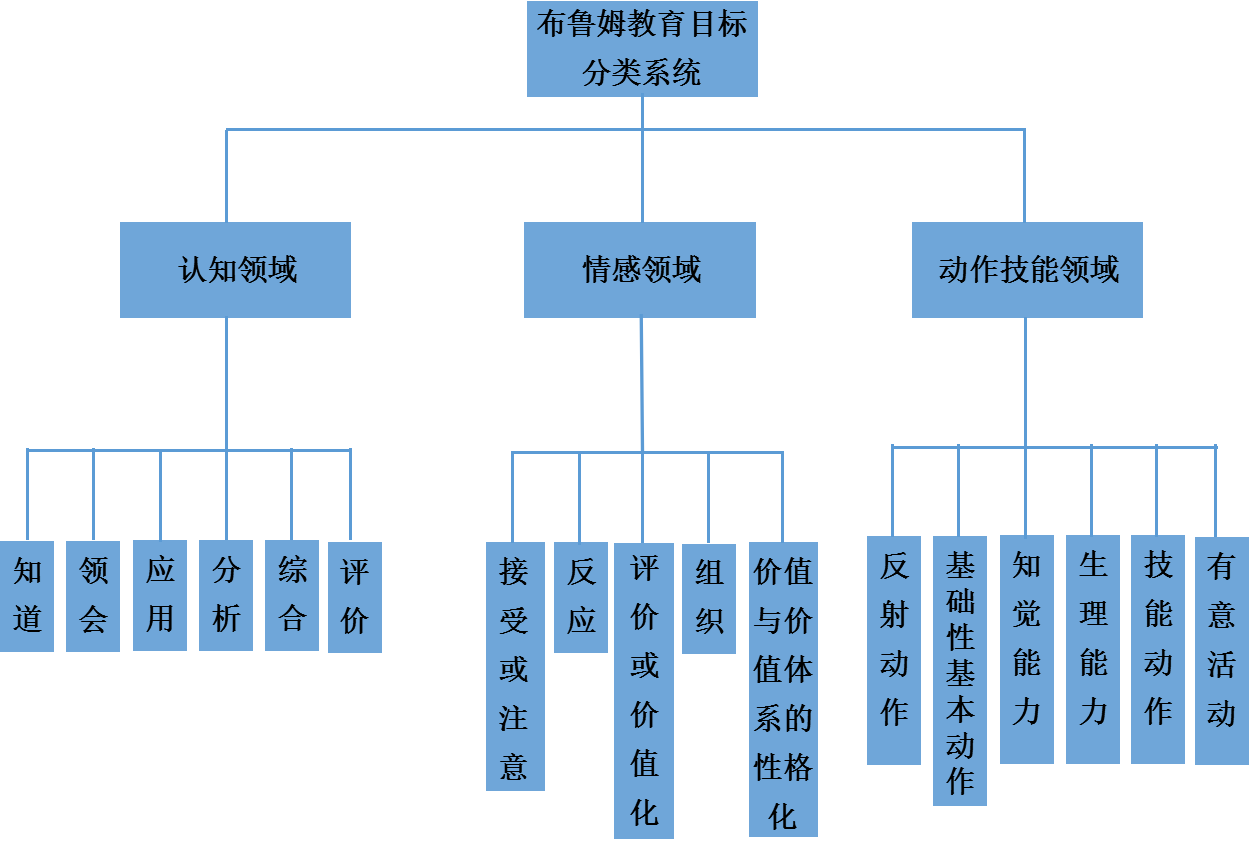 布鲁姆教育目标
分类系统
认知领域
情感领域
动作技能领域
知道
领会
应用
分析
综合
评价
接受或注意
反应
评价或价值化
组织
价值与价值体系的性格化
反射动作
基础性基本动作
知觉能力
生理能力
技能动作
有意活动